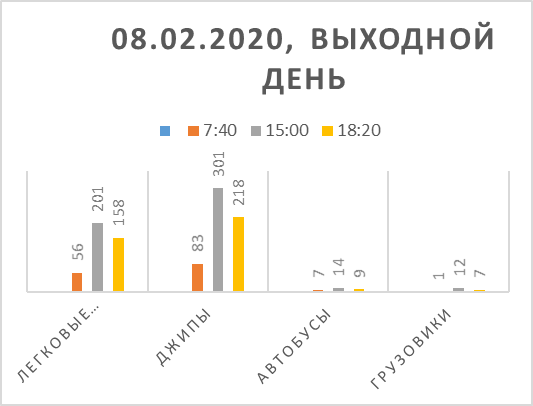 08.02.2020, ВЫХОДНОЙ
ДЕНЬ
7:40 15:00 18:20
56 201 158 83 301 218 7 14 9 1 12 7
ЛЕГКОВЫЕ… ДЖИПЫ АВТОБУСЫ ГРУЗОВИКИ